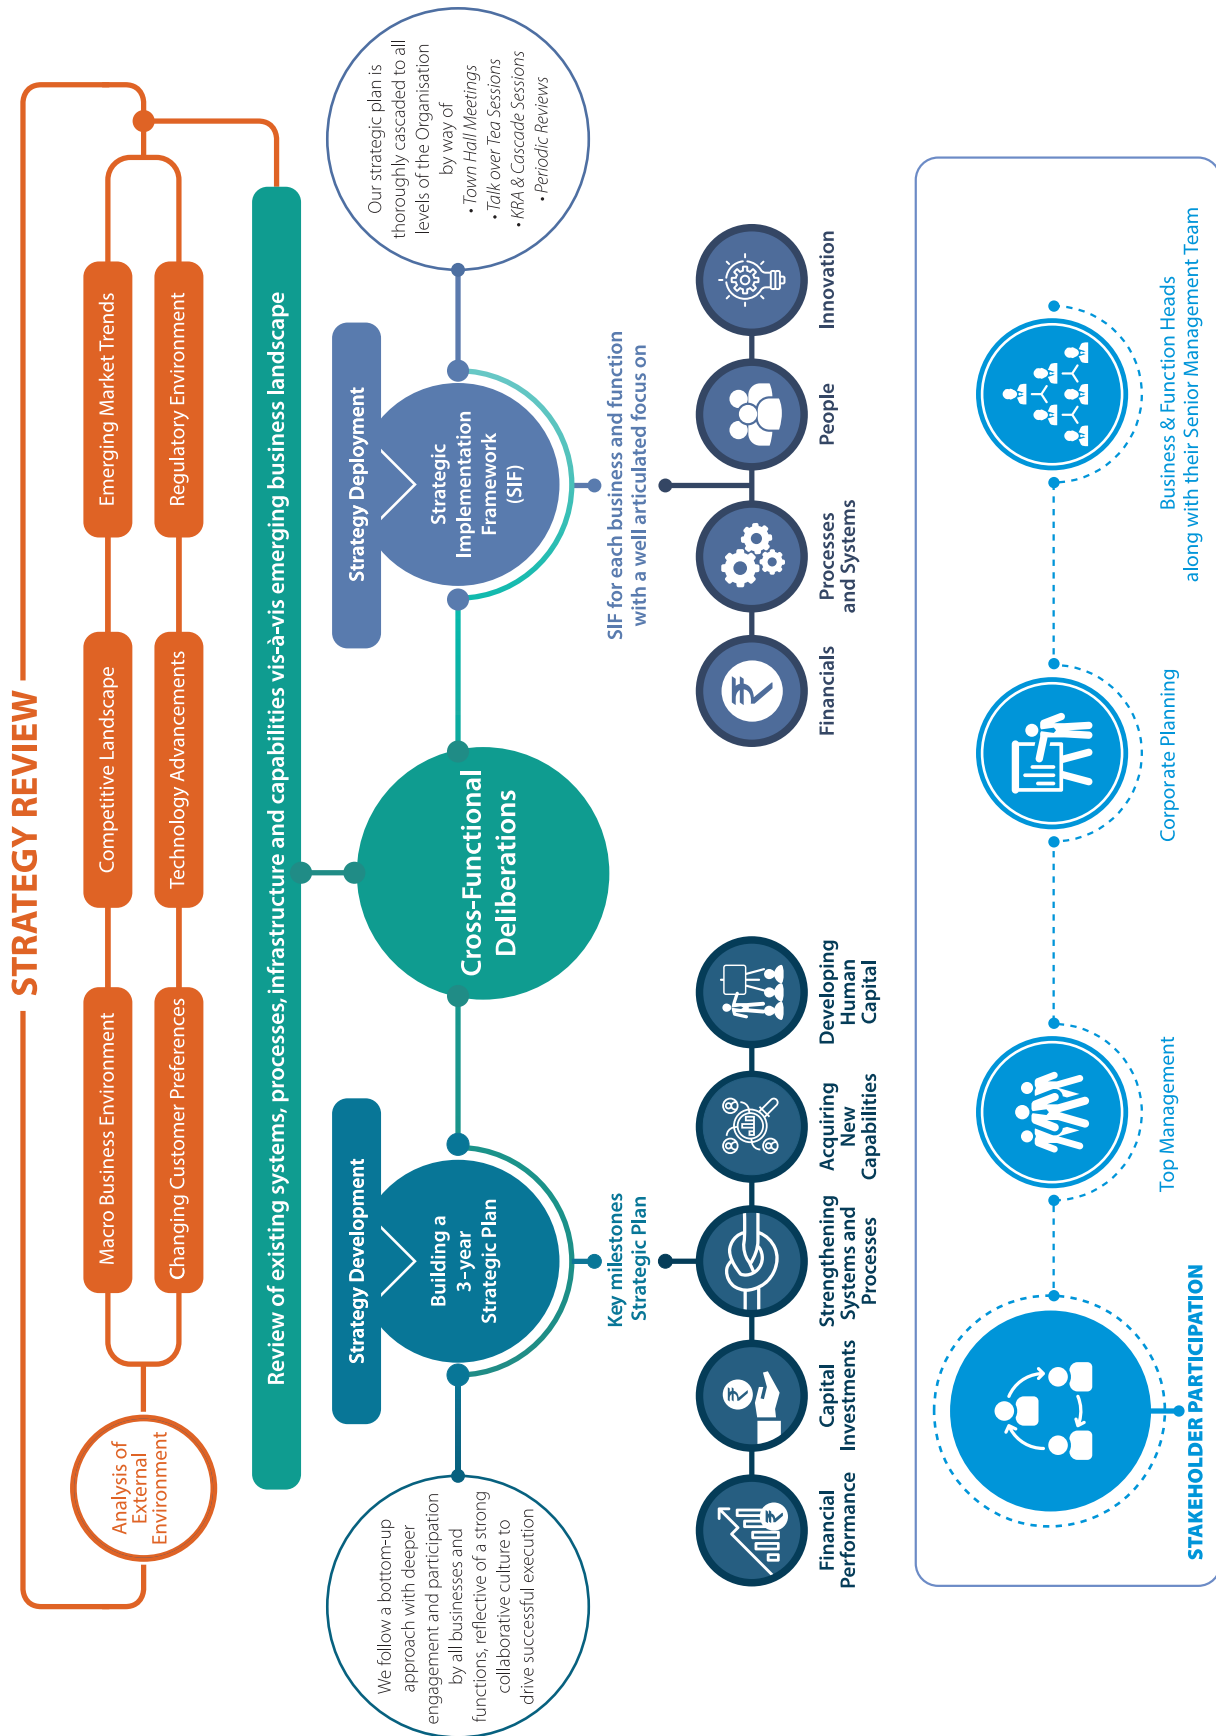 STRATEGY REVIEW
Analysis of
External
Environment
Macro Business Environment
Competitive Landscape
Emerging Market Trends
Changing Customer Preferences
Technology Advancements
Regulatory Environment
Review of existing systems, processes, infrastructure and capabilities vis-à-vis emerging business landscape
We follow a bottom-up
approach with deeper
engagement and participation
by all businesses and
functions, reflective of a strong
collaborative culture to
drive successful execution
Strategy Development
Building a
3-year
Strategic Plan
Cross-Functional
Deliberations
Strategy Deployment
Strategic
Implementation
Framework
(SIF)
Our strategic plan is
thoroughly cascaded to all
levels of the Organisation
by way of
• Town Hall Meetings
• Talk over Tea Sessions
• KRA & Cascade Sessions
• Periodic Reviews
Key milestones
Strategic Plan
SIF for each business and function
with a well articulated focus on
₹
₹
₹
Financial
Performance
Capital
Investments
Strengthening
Systems and
Processes
Acquiring
New
Capabilities
Developing
Human
Capital
Financials
Processes
and Systems
People
Innovation
STAKEHOLDER PARTICIPATION
Top Management
Corporate Planning
Business & Function Heads
along with their Senior Management Team